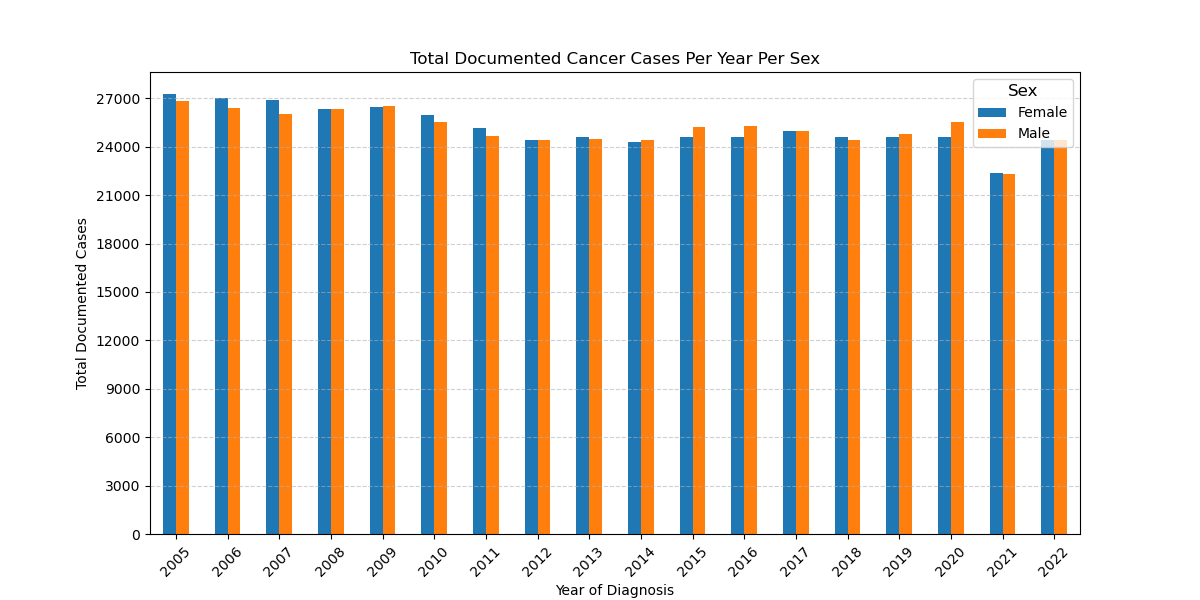 Total Documented Cancer Cases Per Year Per Sex
Sex
Female
Male
27000
24000
21000
18000
15000
12000
9000
6000
3000
0
Total Documented Cases
2005 2006 2007 2008 2009 2010 2011 2012 2013 2014 2015 2016 2017 2018 2019 2020 2021 2022
Year of Diagnosis